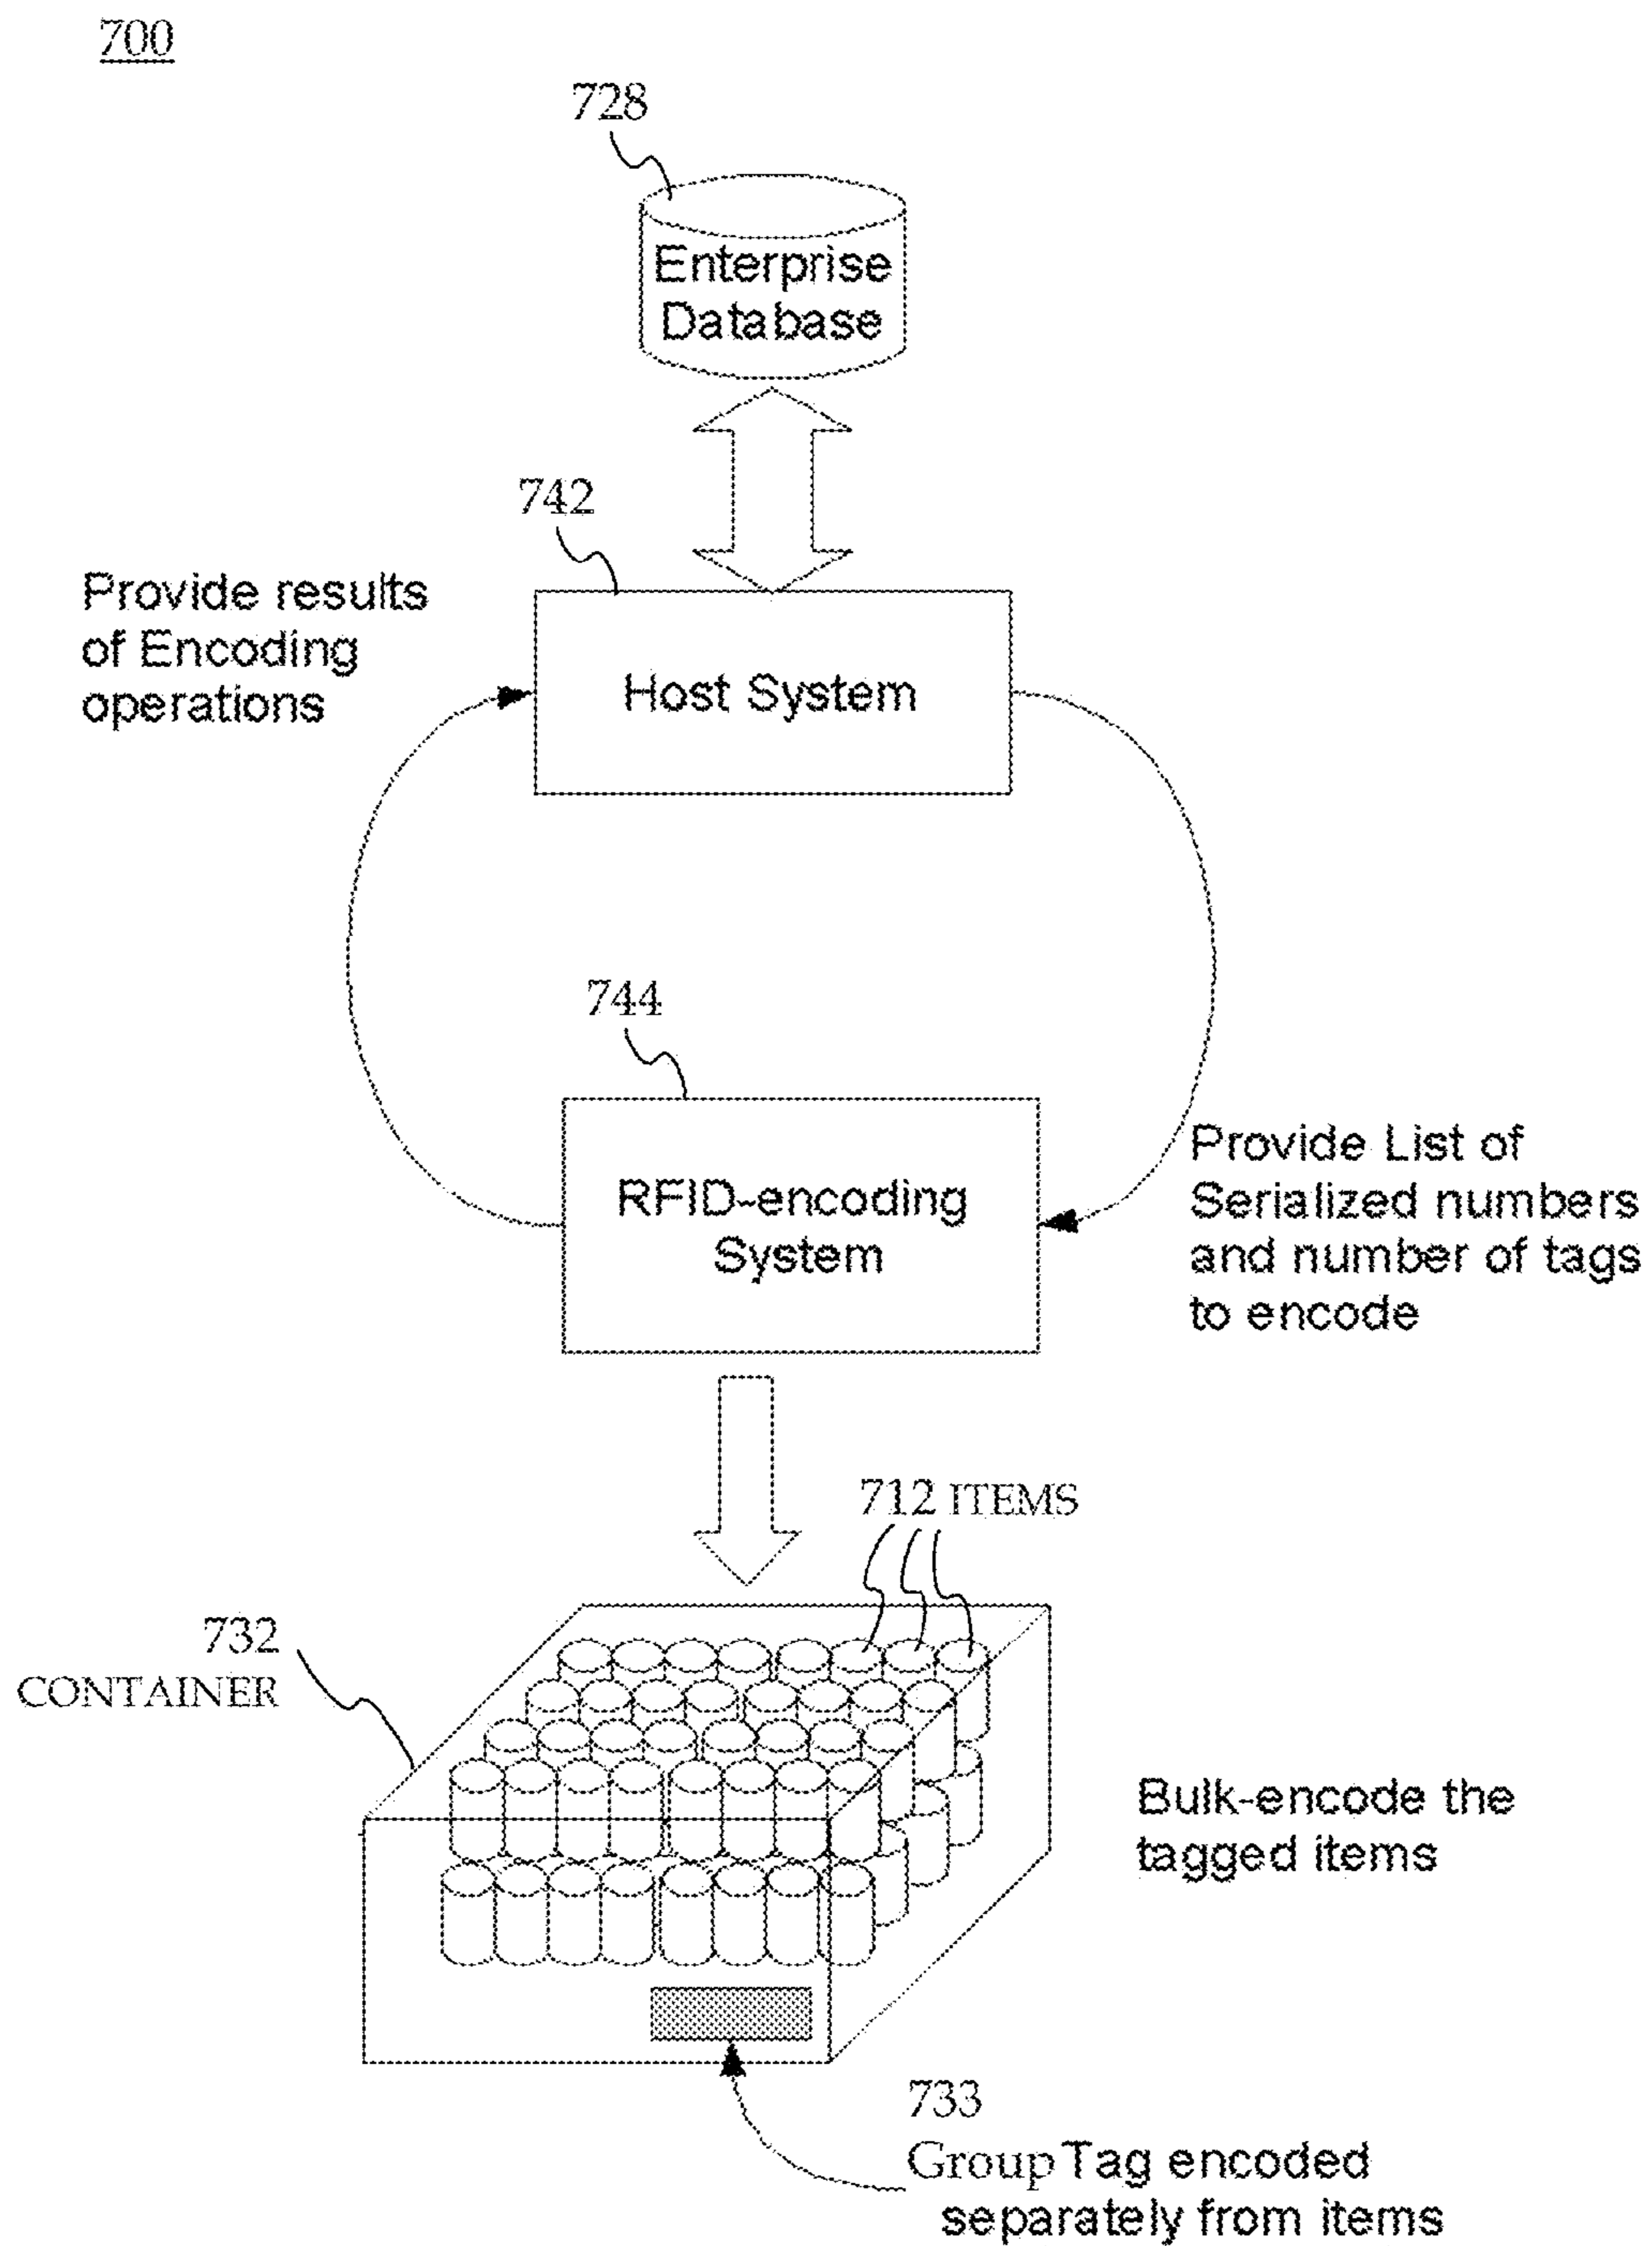 700
728
Enterprise
Database
742
Provide results
of Encoding
operations
Host System
744
RFID-encoding
System
Provide List of
Serialized numbers
and number of tags
to encode
712 ITEMS
732
CONTAINER
Bulk-encode the
tagged items
733
Group Tag encoded
separately from items